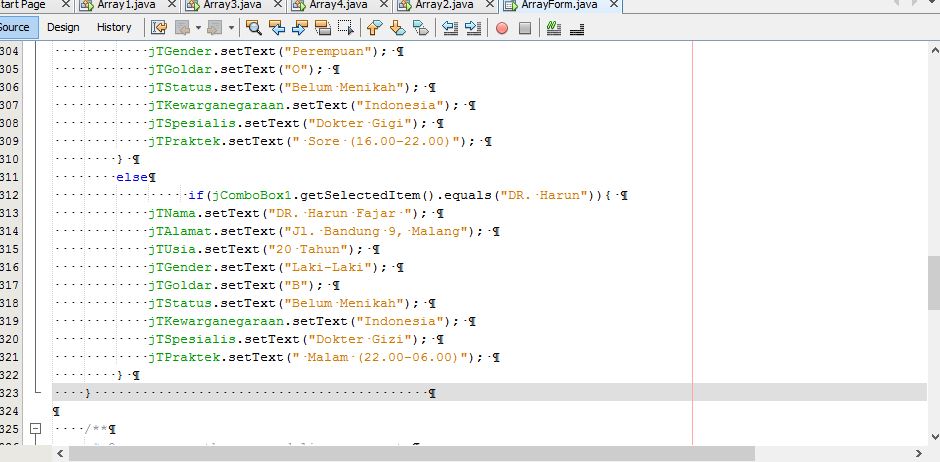 tart Page Array1.java Array3.java Array4.java Array2.java ArrayForm.java
Source Design History
304 jTGender.setText("Perempuan");
305 jTGoldar.setText("O");
306 jTStatus.setText("Belum Menikah");
307 jTKewarganegaraan.setText("Indonesia");
308 jTSpesialis.setText("Dokter Gigi");
309 jTPraktek.setText(" Sore (16.00-22.00)");
310 }
311 else
312 if(jComboBox1.getSelectedItem().equals("DR. Harun")){
313 jTNama.setText("DR. Harun Fajar ");
314 jTAlamat.setText("Jl. Bandung 9, Malang");
315 jTUsia.setText("20 Tahun");
316 jTGender.setText("Laki-Laki");
317 jTGoldar.setText("B");
318 jTStatus.setText("Belum Menikah");
319 jTKewarganegaraan.setText("Indonesia");
320 jTSpesialis.setText("Dokter Gizi");
321 jTPraktek.setText(" Malam (22.00-06.00)");
322 }
323 }
324
325 /**